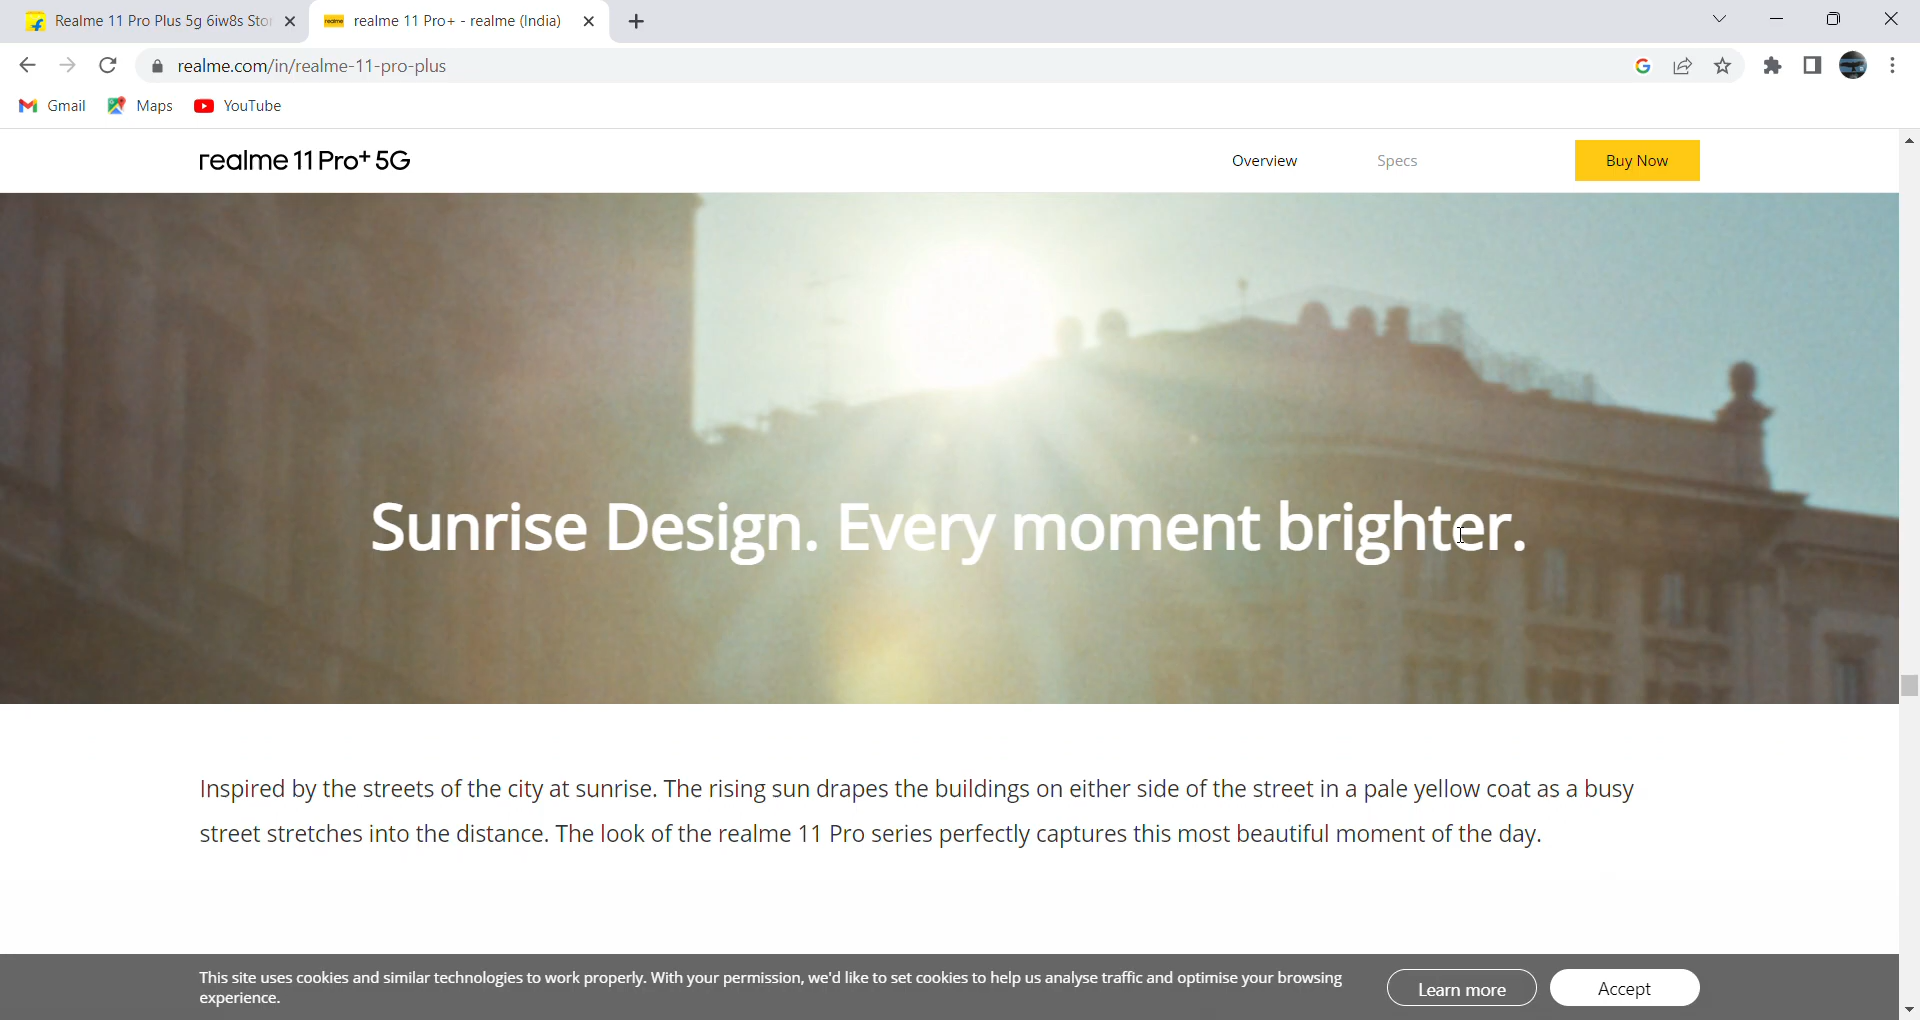 Realme 11 Pro Plus 5g 6iw8s Sto
realme 11 Pro+ - realme (India)
realme.com/in/realme-11-pro-plus
Gmail
Maps
YouTube
realme 11 Pro+ 5G
Overview
Specs
Buy Now
Sunrise Design. Every moment brighter.
Inspired by the streets of the city at sunrise. The rising sun drapes the buildings on either side of the street in a pale yellow coat as a busy
street stretches into the distance. The look of the realme 11 Pro series perfectly captures this most beautiful moment of the day.
This site uses cookies and similar technologies to work properly. With your permission, we'd like to set cookies to help us analyse traffic and optimise your browsing
experience.
Learn more
Accept